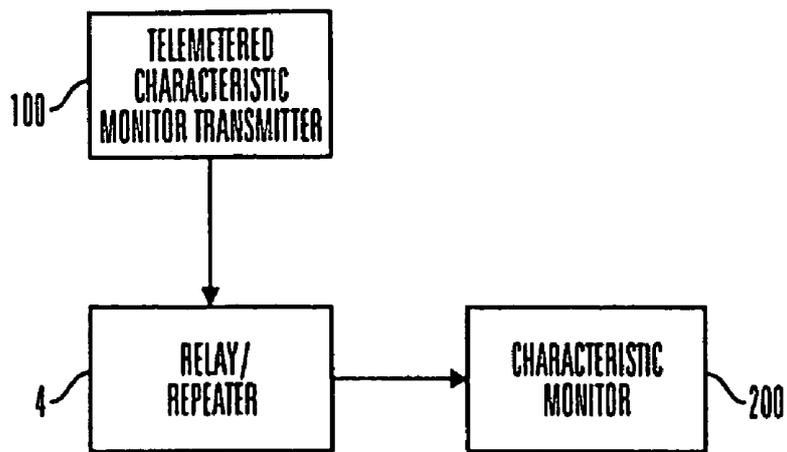 TELEMETERED
CHARACTERISTIC
MONITOR TRANSMITTER
100
RELAY/
REPEATER
4
CHARACTERISTIC
MONITOR
200